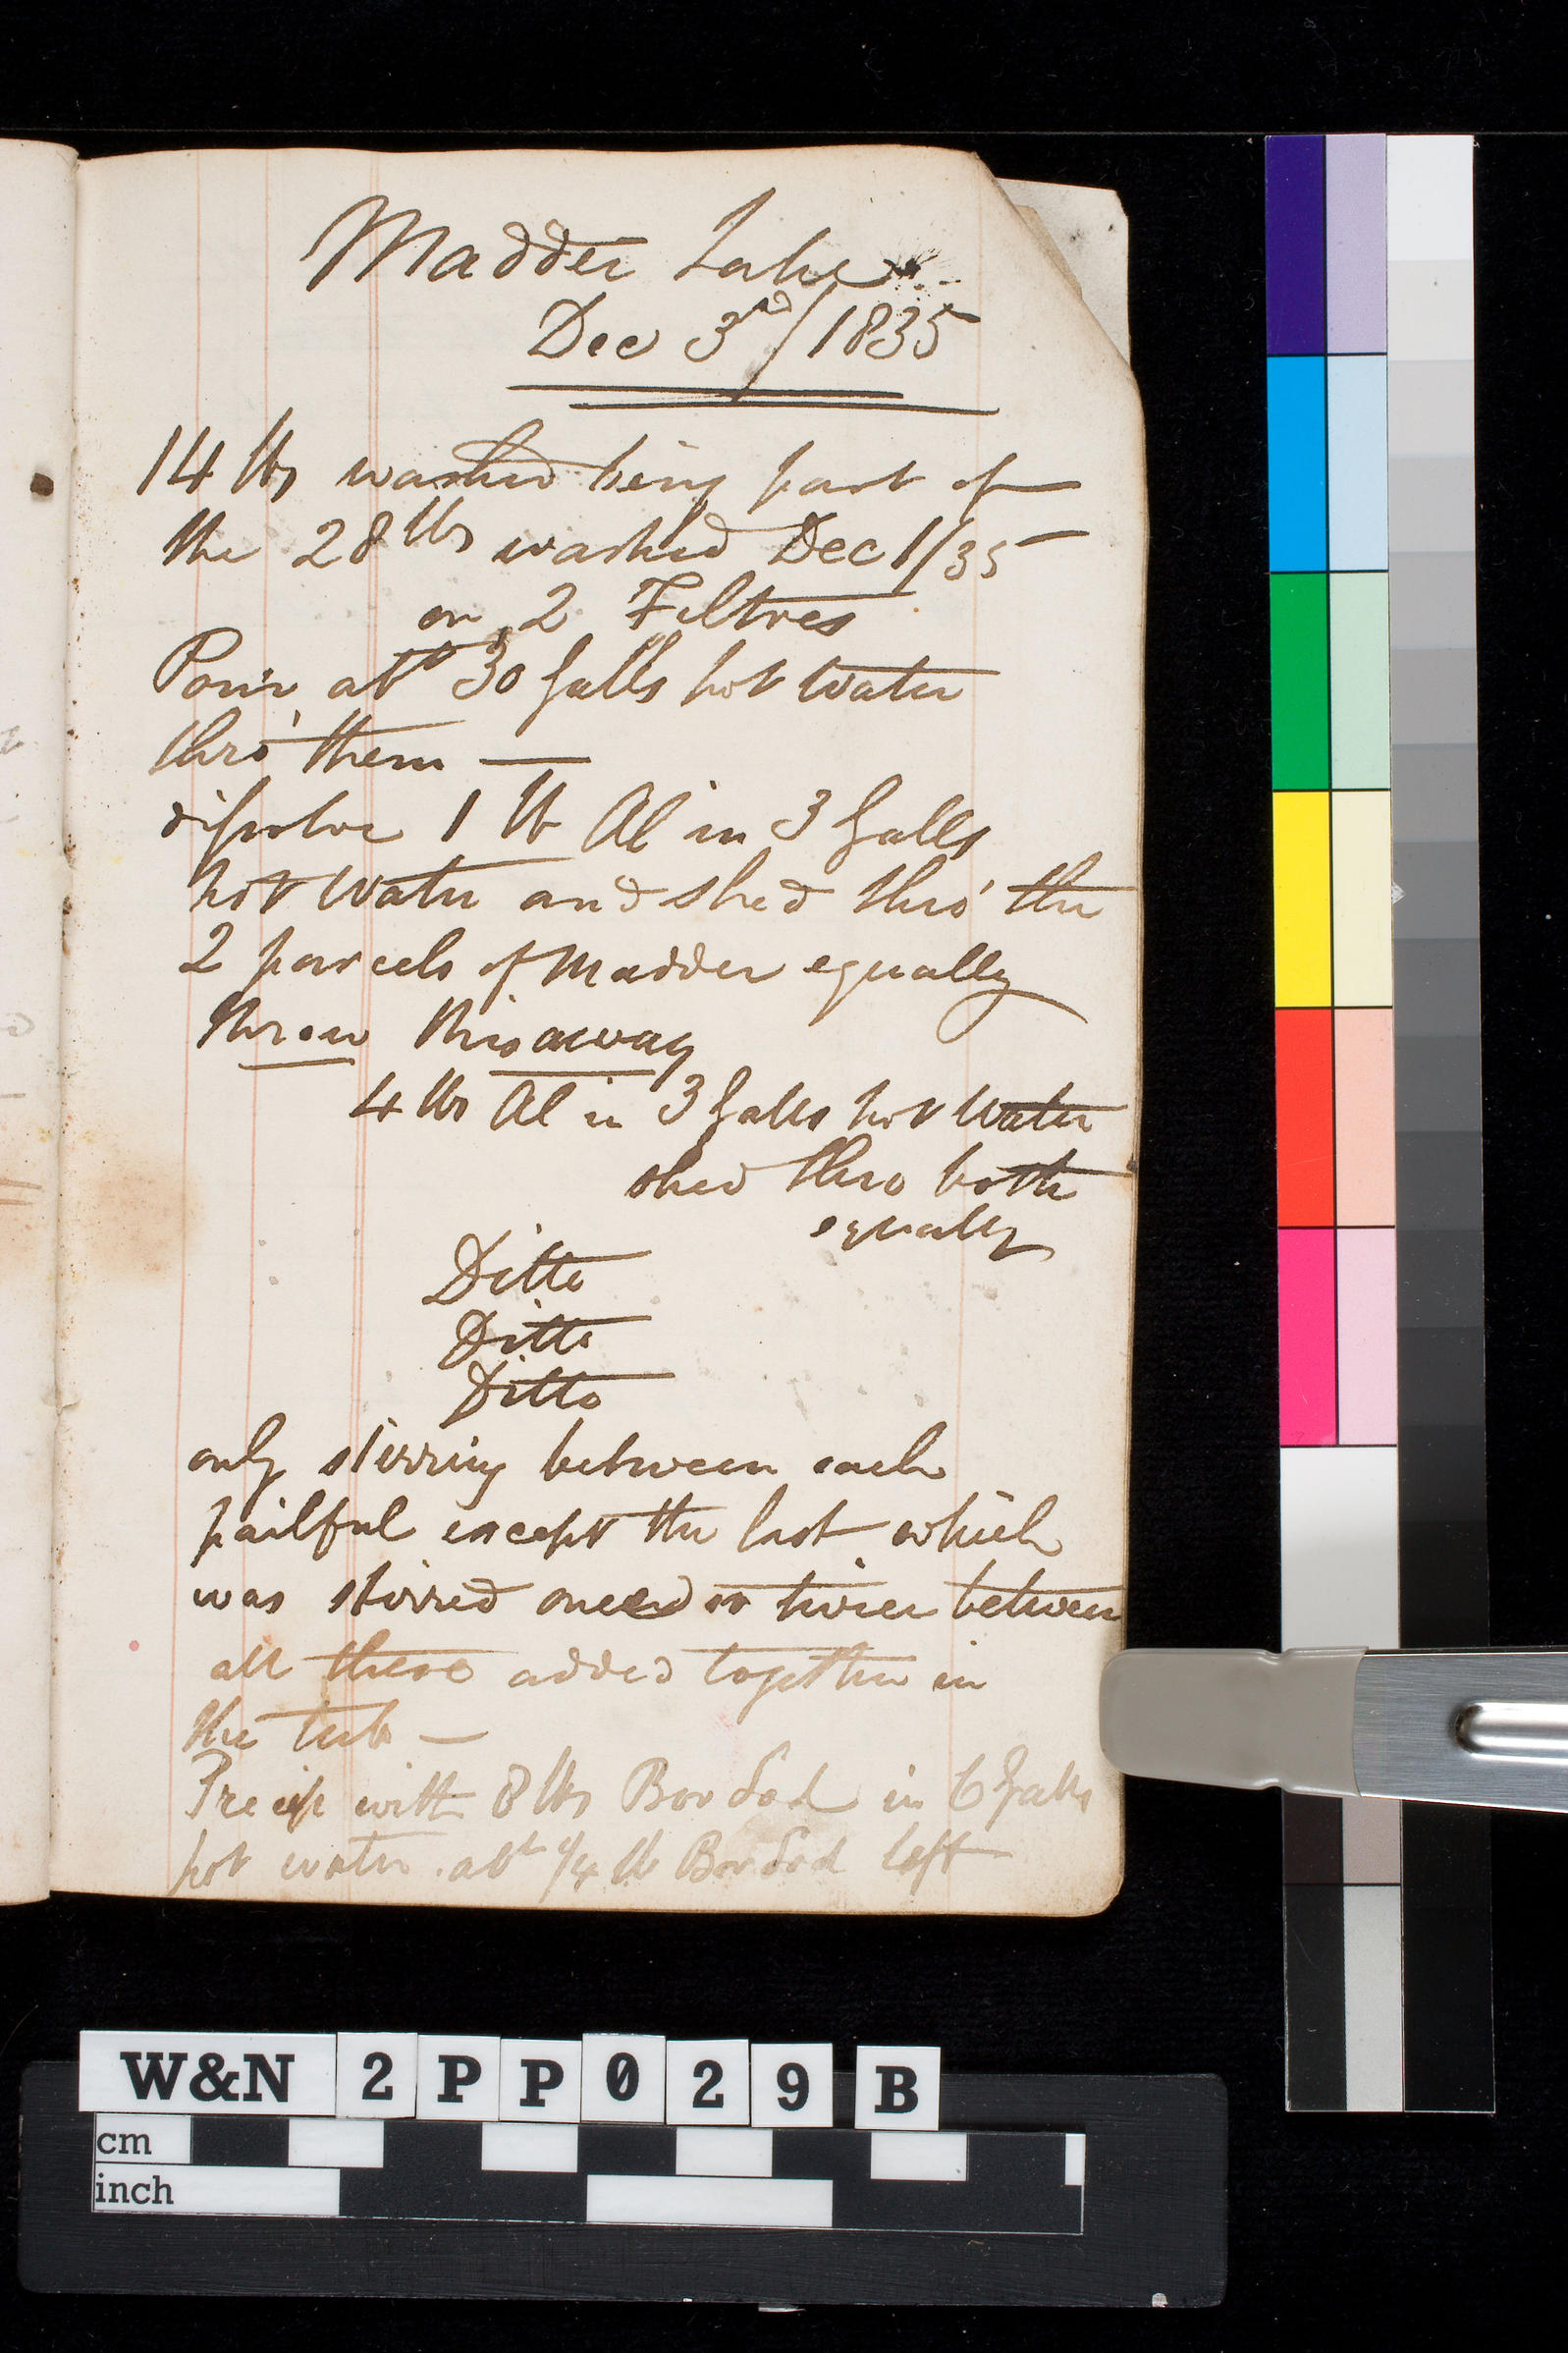 Madder Lake
Dec 3rd/1835
14 lbs washed being part of
the 28 lbs washed Dec 1/35
on 2 Filtres
Pour abt 30 Galls hot water
thro' them —
dissolve 1 lb Al in 3 Galls
hot water and shed thro' the
2 parcels of Madder equally
throw this away
4 lbs Al in 3 Galls hot water
shed thro both
equally
Ditto
Ditto
Ditto
only stirring between each
pailful except the last which
was stirred once or twice between
all these added together in
the tub —
Precip with 8 lbs Bor Sod in 6 Galls
hot water. abt 1/4 lb Bor Sod left
W&N 2PP029 B
cm
inch